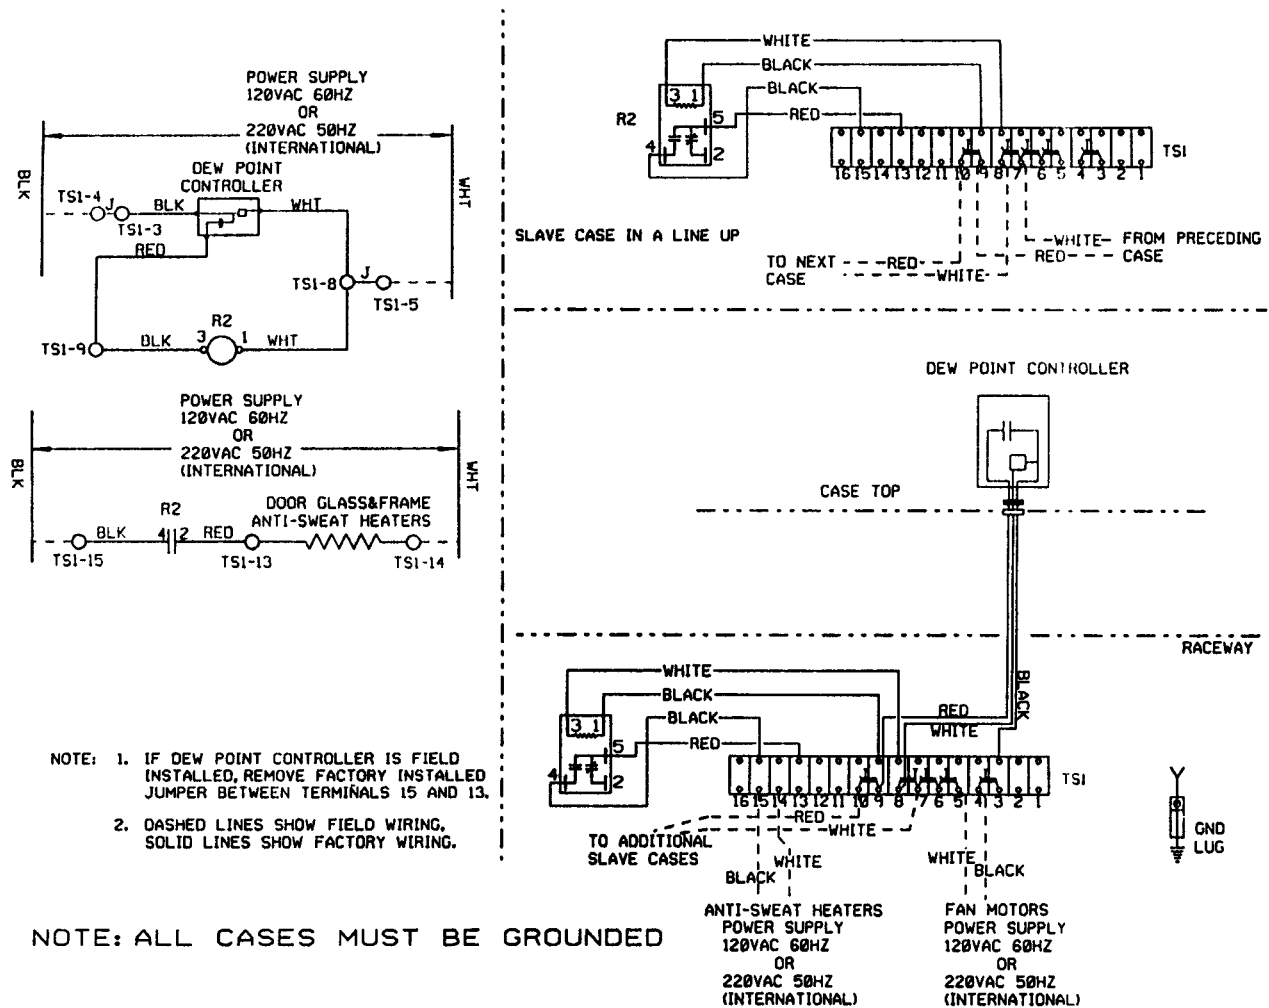 POWER SUPPLY
120VAC 60HZ
OR
220VAC 50HZ
(INTERNATIONAL)
BLK
WHT
DEW POINT
CONTROLLER
TS1-4
J
BLK
WHT
TS1-3
RED
TS1-8
J
TS1-5
R2
TS1-9
BLK
3
1
WHT
POWER SUPPLY
120VAC 60HZ
OR
220VAC 50HZ
(INTERNATIONAL)
BLK
WHT
R2
DOOR GLASS&FRAME
ANTI-SWEAT HEATERS
BLK
4
2
RED
TS1-15
TS1-13
TS1-14
NOTE: 1. IF DEW POINT CONTROLLER IS FIELD
INSTALLED, REMOVE FACTORY INSTALLED
JUMPER BETWEEN TERMINALS 15 AND 13.
2. DASHED LINES SHOW FIELD WIRING.
SOLID LINES SHOW FACTORY WIRING.
NOTE: ALL CASES MUST BE GROUNDED
WHITE
BLACK
BLACK
RED
3 1
R2
5
4
2
TS1
16 15 14 13 12 11 10 9 8 7 6 5 4 3 2 1
SLAVE CASE IN A LINE UP
WHITE
FROM PRECEDING
CASE
RED
TO NEXT
CASE
RED
WHITE
DEW POINT CONTROLLER
CASE TOP
RACEWAY
BLACK
WHITE
BLACK
BLACK
RED
RED
WHITE
3 1
5
4
2
TS1
16 15 14 13 12 11 10 9 8 7 6 5 4 3 2 1
RED
WHITE
TO ADDITIONAL
SLAVE CASES
BLACK
WHITE
WHITE
BLACK
GND
LUG
ANTI-SWEAT HEATERS
POWER SUPPLY
120VAC 60HZ
OR
220VAC 50HZ
(INTERNATIONAL)
FAN MOTORS
POWER SUPPLY
120VAC 60HZ
OR
220VAC 50HZ
(INTERNATIONAL)